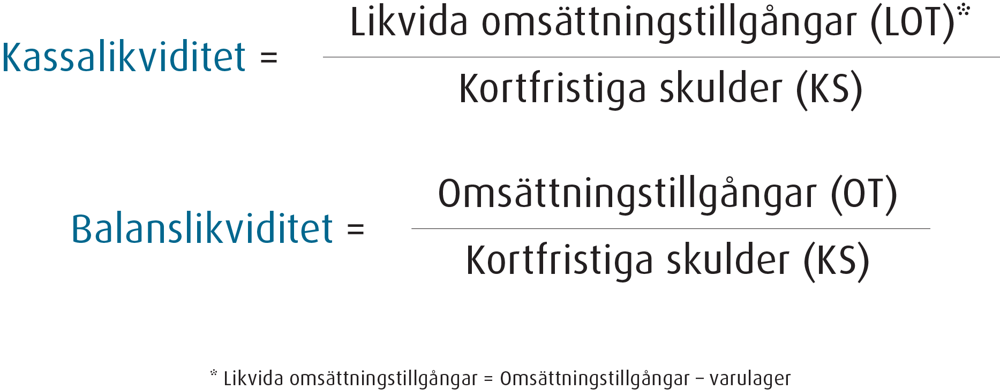 Likvida omsättningstillgångar (LOT)*
Kassalikviditet =
Kortfristiga skulder (KS)
Omsättningstillgångar (OT)
Balanslikviditet =
Kortfristiga skulder (KS)
* Likvida omsättningstillgångar = Omsättningstillgångar – varulager